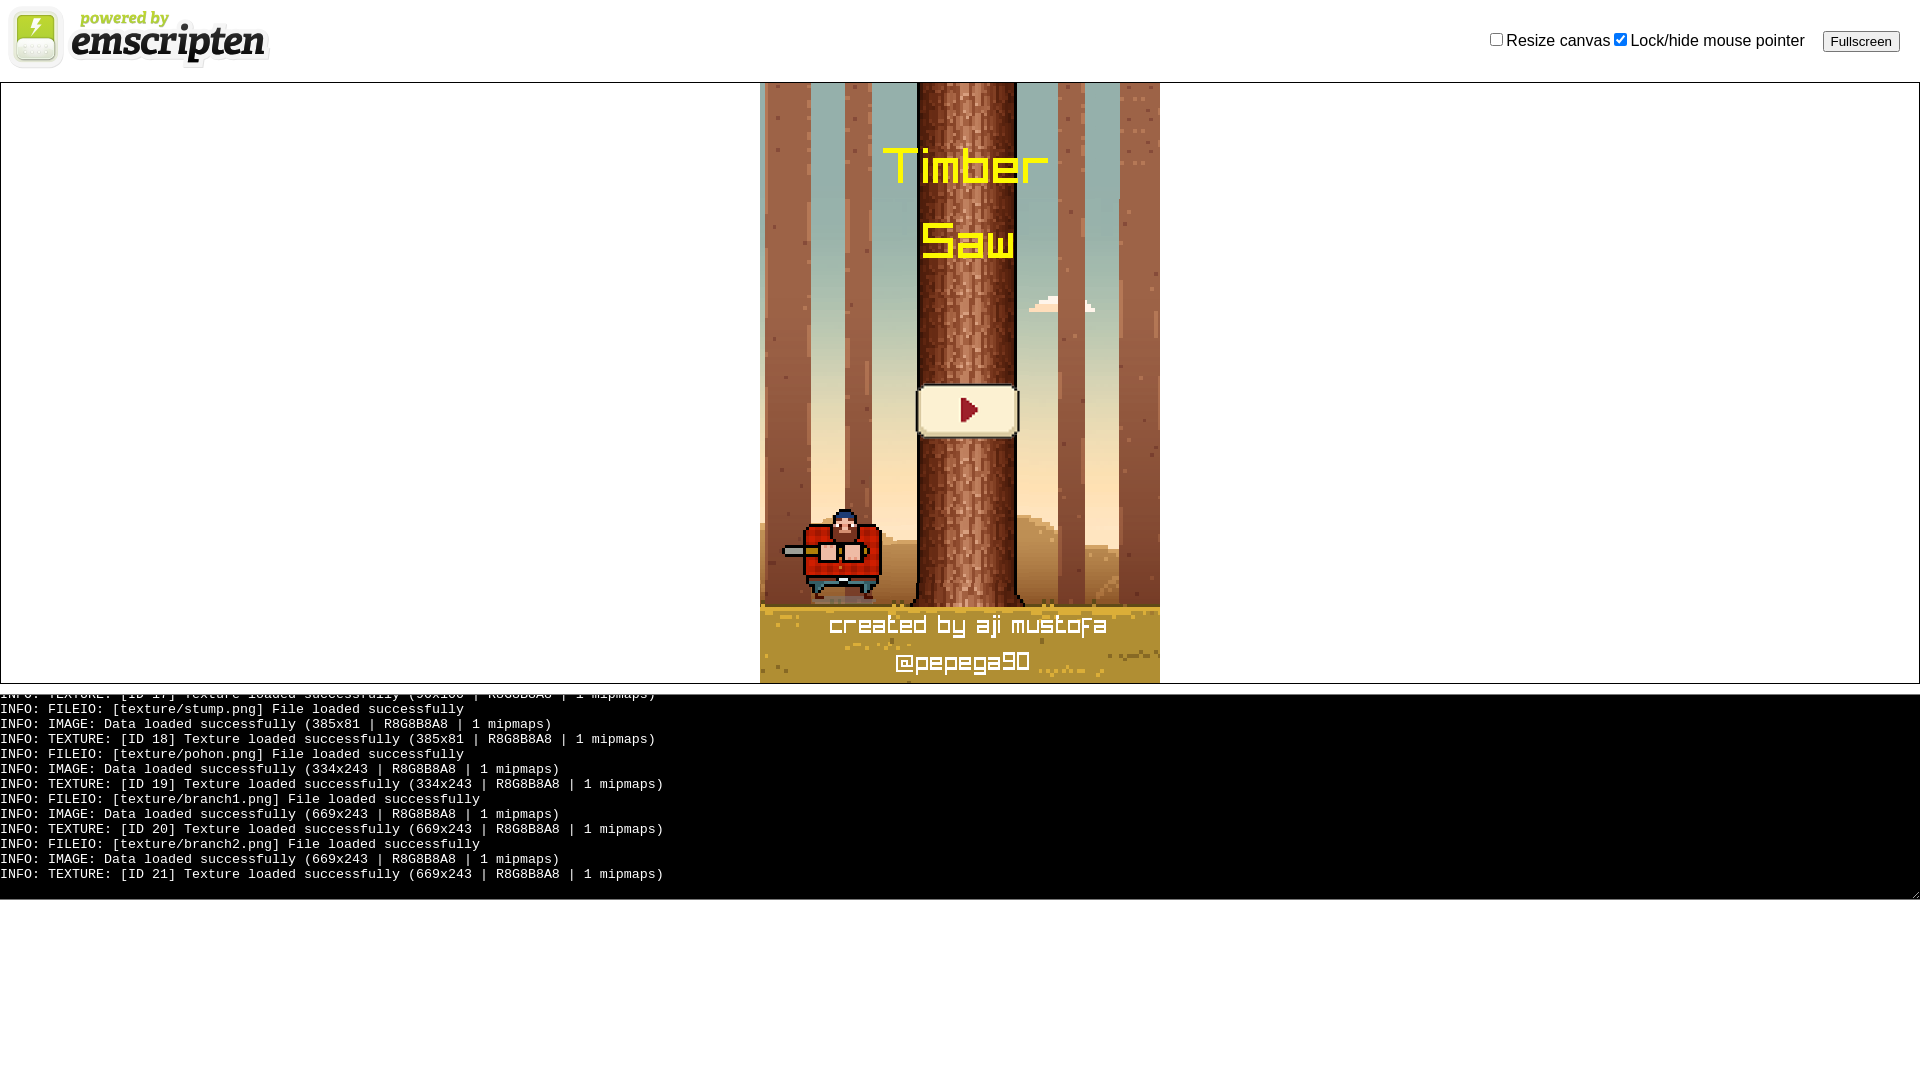 powered by
emscripten
Resize canvas Lock/hide mouse pointer Fullscreen
Timber
Saw
created by aji mustofa
@pepega90
INFO: TEXTURE: [ID 17] Texture loaded successfully (90x100 | R8G8B8A8 | 1 mipmaps)
INFO: FILEIO: [texture/stump.png] File loaded successfully
INFO: IMAGE: Data loaded successfully (385x81 | R8G8B8A8 | 1 mipmaps)
INFO: TEXTURE: [ID 18] Texture loaded successfully (385x81 | R8G8B8A8 | 1 mipmaps)
INFO: FILEIO: [texture/pohon.png] File loaded successfully
INFO: IMAGE: Data loaded successfully (334x243 | R8G8B8A8 | 1 mipmaps)
INFO: TEXTURE: [ID 19] Texture loaded successfully (334x243 | R8G8B8A8 | 1 mipmaps)
INFO: FILEIO: [texture/branch1.png] File loaded successfully
INFO: IMAGE: Data loaded successfully (669x243 | R8G8B8A8 | 1 mipmaps)
INFO: TEXTURE: [ID 20] Texture loaded successfully (669x243 | R8G8B8A8 | 1 mipmaps)
INFO: FILEIO: [texture/branch2.png] File loaded successfully
INFO: IMAGE: Data loaded successfully (669x243 | R8G8B8A8 | 1 mipmaps)
INFO: TEXTURE: [ID 21] Texture loaded successfully (669x243 | R8G8B8A8 | 1 mipmaps)